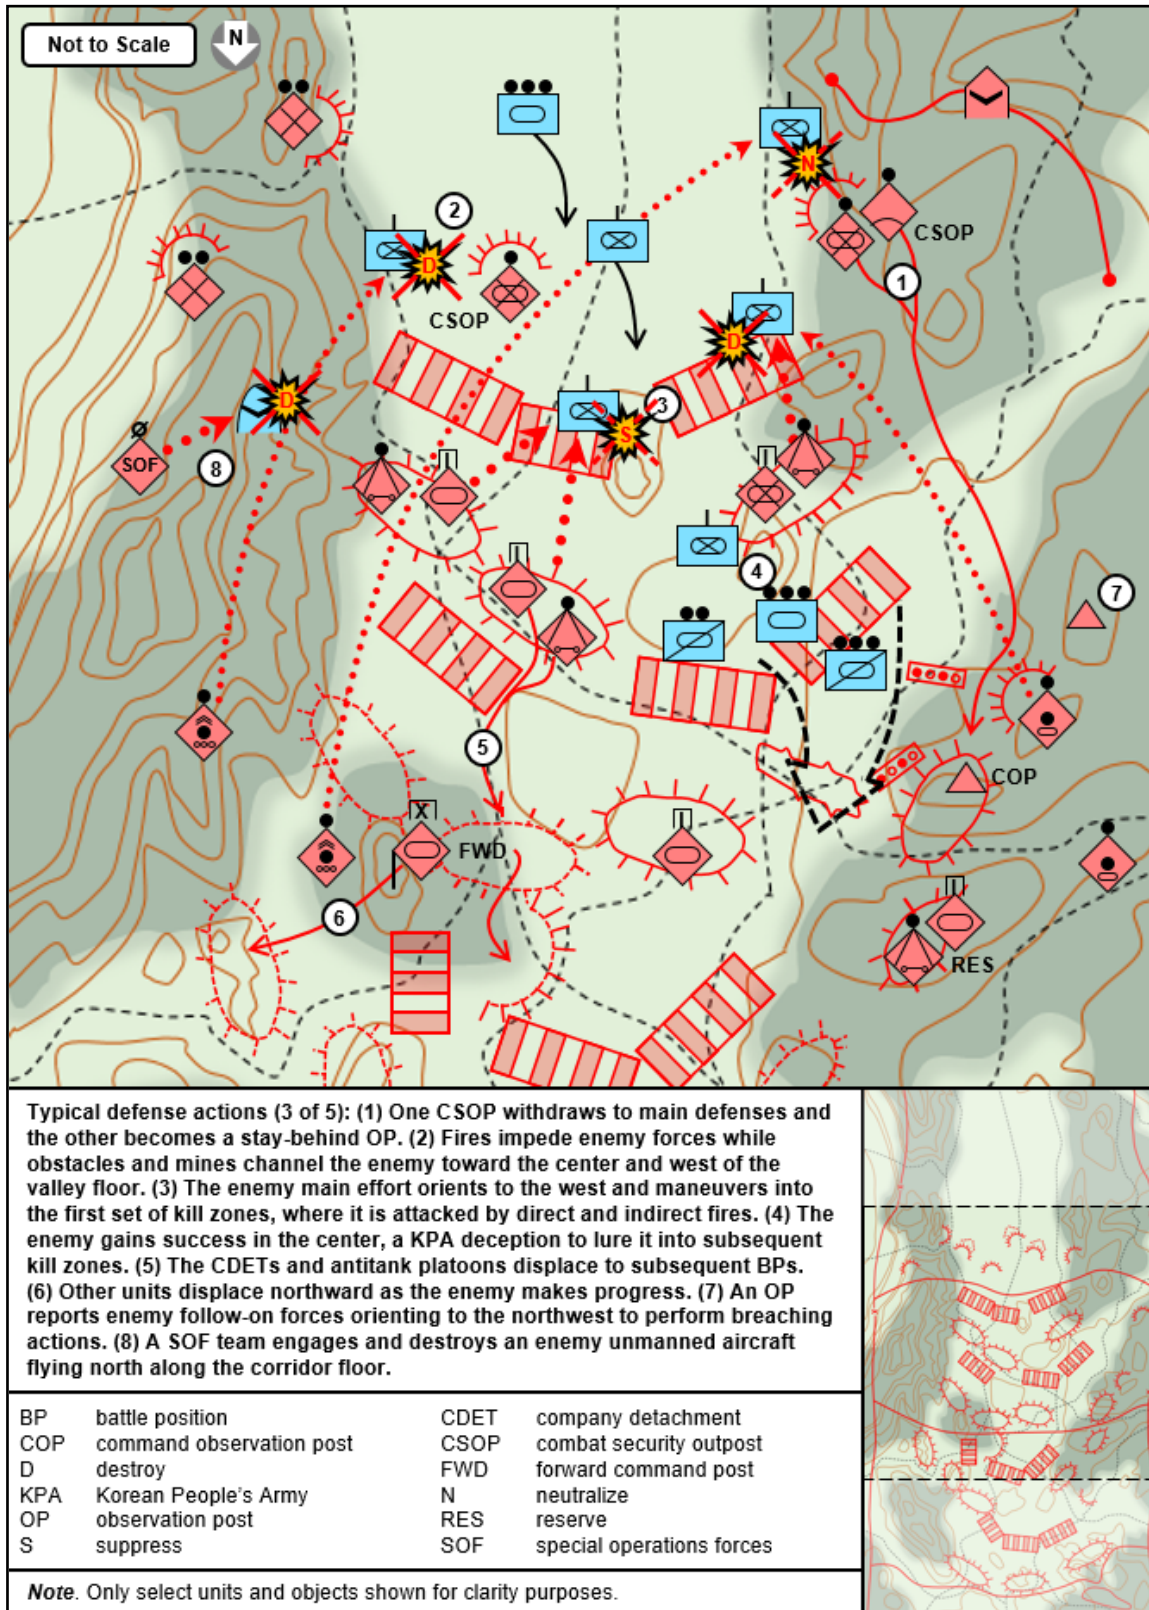 Not to Scale
N
N
2
D
CSOP
CSOP
1
D
D
3
S
SOF
8
4
7
5
X
FWD
COP
6
RES
Typical defense actions (3 of 5): (1) One CSOP withdraws to main defenses and
the other becomes a stay-behind OP. (2) Fires impede enemy forces while
obstacles and mines channel the enemy toward the center and west of the
valley floor. (3) The enemy main effort orients to the west and maneuvers into
the first set of kill zones, where it is attacked by direct and indirect fires. (4) The
enemy gains success in the center, a KPA deception to lure it into subsequent
kill zones. (5) The CDETs and antitank platoons displace to subsequent BPs.
(6) Other units displace northward as the enemy makes progress. (7) An OP
reports enemy follow-on forces orienting to the northwest to perform breaching
actions. (8) A SOF team engages and destroys an enemy unmanned aircraft
flying north along the corridor floor.
BP battle position CDET company detachment
COP command observation post CSOP combat security outpost
D destroy FWD forward command post
KPA Korean People's Army N neutralize
OP observation post RES reserve
S suppress SOF special operations forces
Note. Only select units and objects shown for clarity purposes.